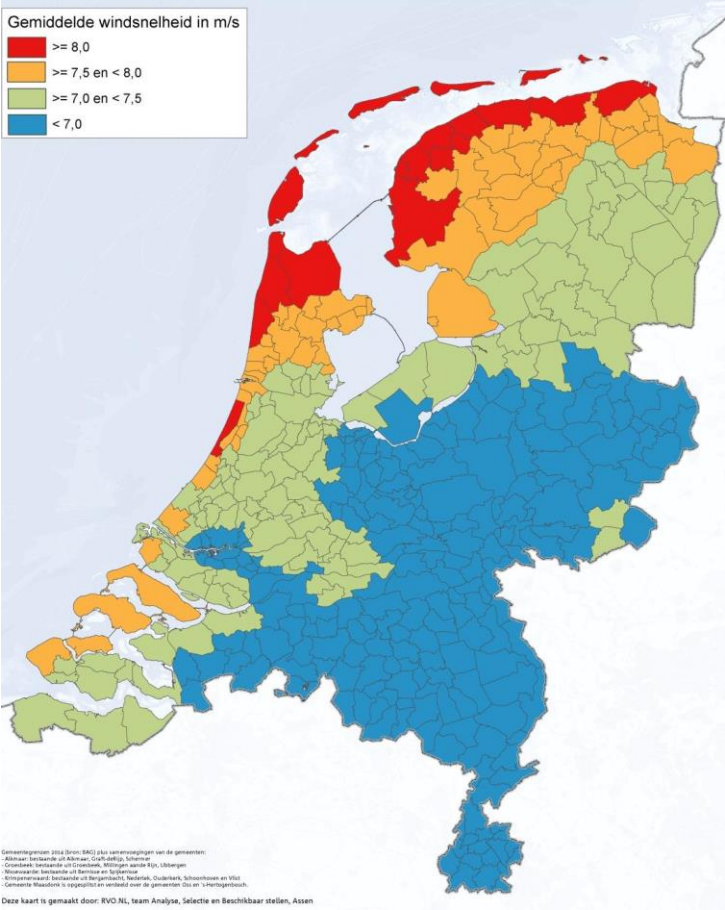 Gemiddelde windsnelheid in m/s
>= 8,0
>= 7,5 en < 8,0
>= 7,0 en < 7,5
< 7,0
Gemeentegrenzen 2014 (bron: BAG) plus samenvoegingen van de gemeenten:
- Alkmaar: bestaande uit Alkmaar, Graft-deRijp, Schermer
- Groesbeek: bestaande uit Groesbeek, Millingen aande Rijn, Ubbergen
- Nissewaarde: bestaande uit Bernisse en Spijkenisse
- Krimpenerwaard: bestaande uit Bergambacht, Nederlek, Ouderkerk, Schoonhoven en Vlist
- Gemeente Maasdonk is opgesplitst en verdeeld over de gemeenten Oss en 's-Hertogenbosch.
Deze kaart is gemaakt door: RVO.NL, team Analyse, Selectie en Beschikbaar stellen, Assen